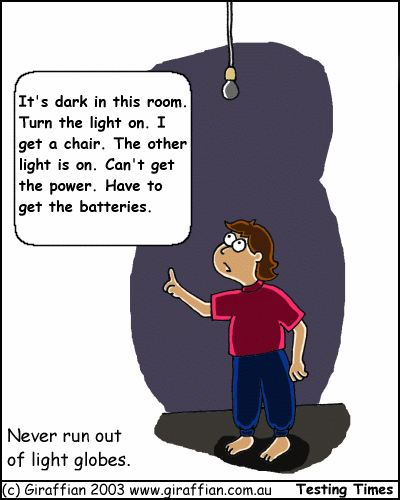 It's dark in this room.
Turn the light on. I
get a chair. The other
light is on. Can't get
the power. Have to
get the batteries.
Never run out
of light globes.
(c) Giraffian 2003 www.giraffian.com.au Testing Times